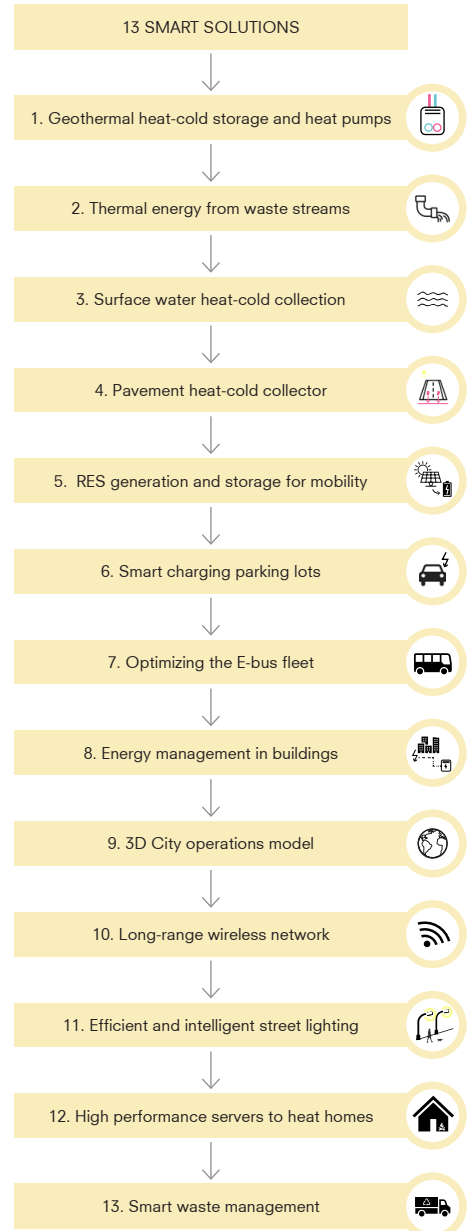 13 SMART SOLUTIONS
1. Geothermal heat-cold storage and heat pumps
2. Thermal energy from waste streams
3. Surface water heat-cold collection
4. Pavement heat-cold collector
5. RES generation and storage for mobility
6. Smart charging parking lots
7. Optimizing the E-bus fleet
8. Energy management in buildings
9. 3D City operations model
10. Long-range wireless network
11. Efficient and intelligent street lighting
12. High performance servers to heat homes
13. Smart waste management